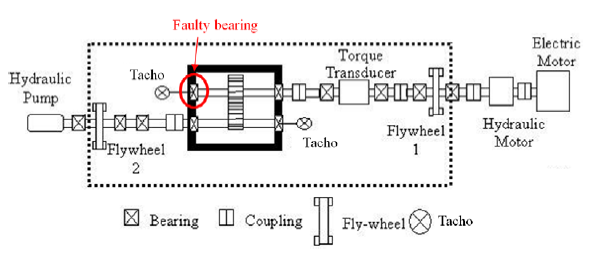 Faulty bearing
Electric
Motor
Torque
Transducer
Tacho
Hydraulic
Pump
Flywheel
1
Hydraulic
Motor
Tacho
Flywheel
2
Bearing
Coupling
Fly-wheel
Tacho